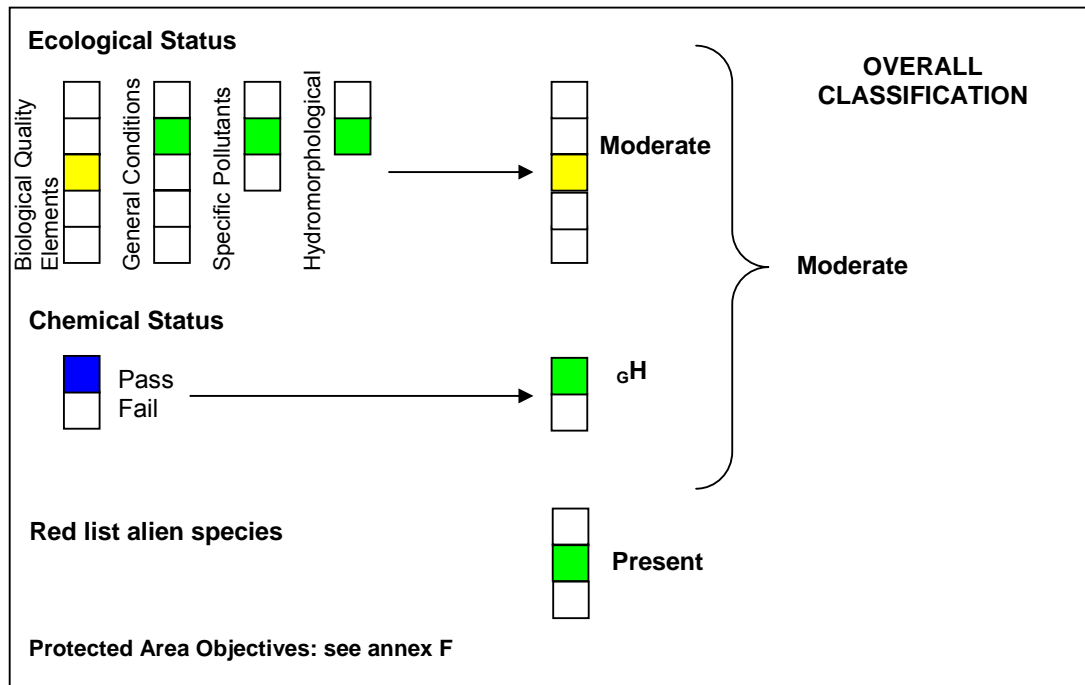 Ecological Status
OVERALL
CLASSIFICATION
Biological Quality
Elements
General Conditions
Specific Pollutants
Hydromorphological
Moderate
Moderate
Chemical Status
Pass
Fail
GH
Red list alien species
Present
Protected Area Objectives: see annex F